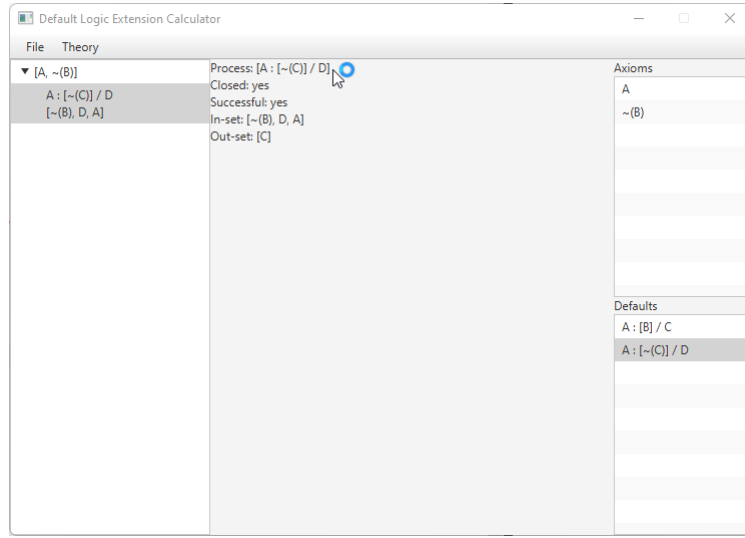 Default Logic Extension Calculator
File Theory
[A, ~(B)]
A : [~(C)] / D
[~(B), D, A]
Process: [A : [~(C)] / D]
Closed: yes
Successful: yes
In-set: [~(B), D, A]
Out-set: [C]
Axioms
A
~(B)
Defaults
A : [B] / C
A : [~(C)] / D